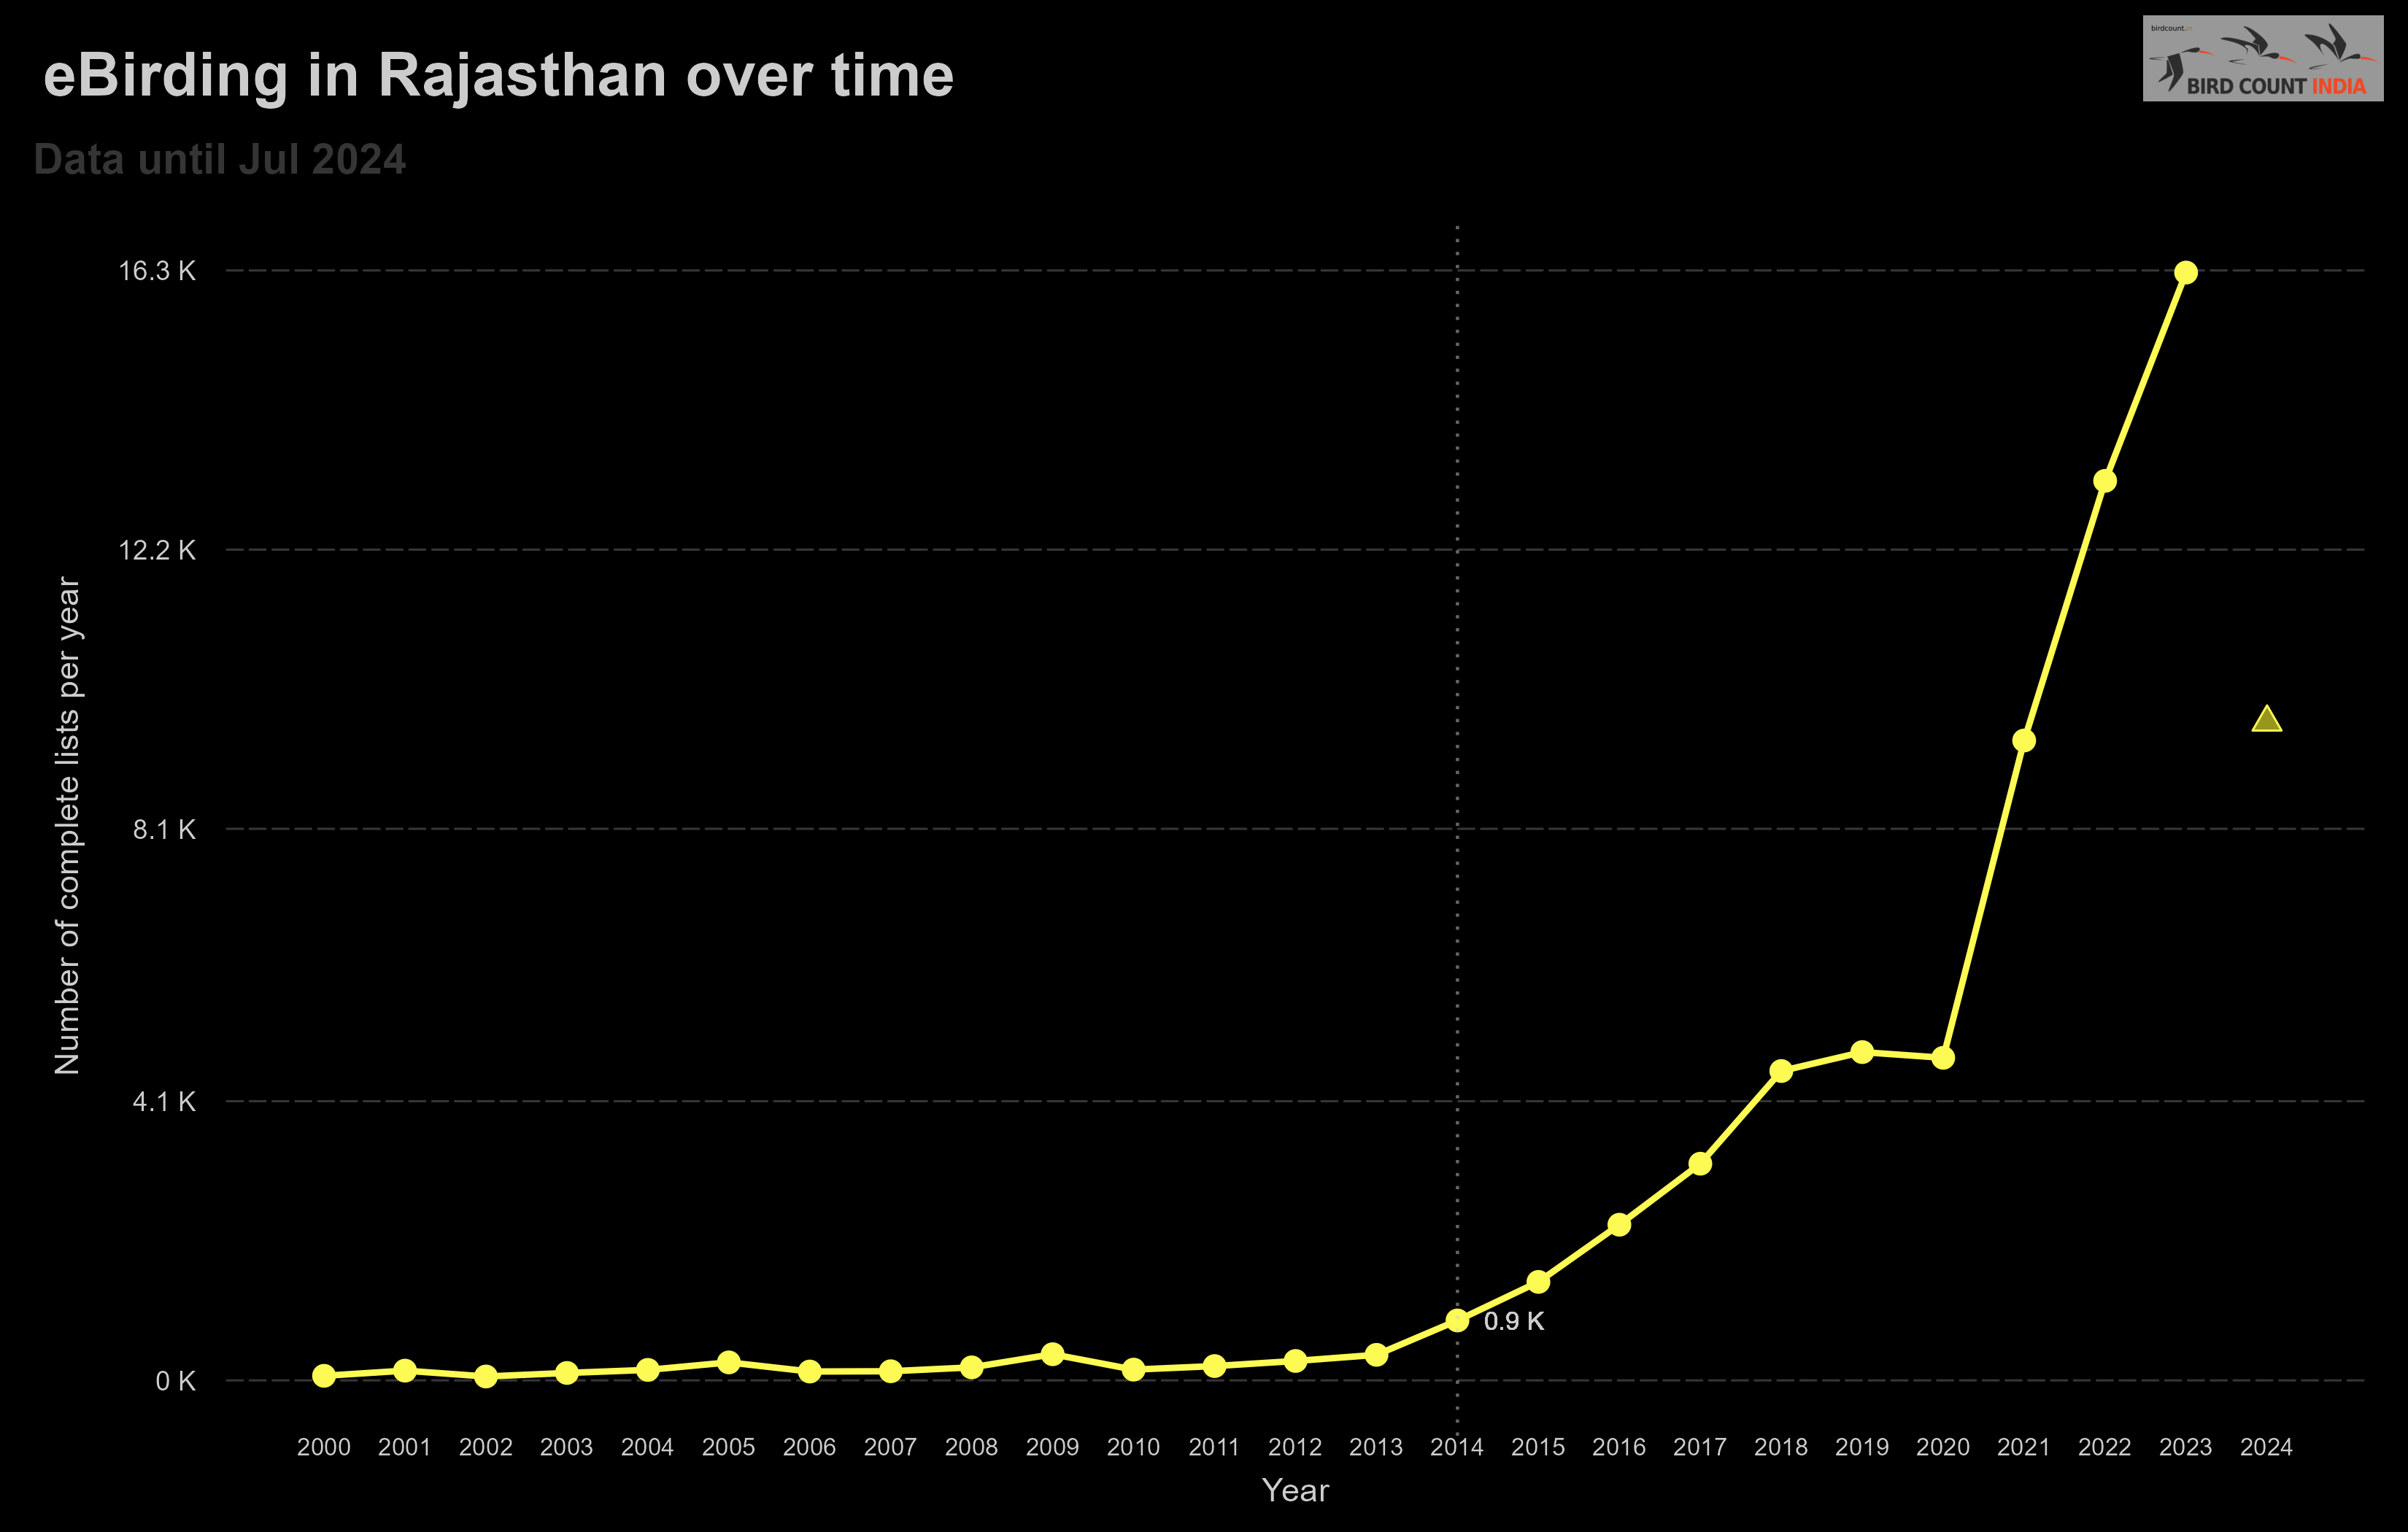 birdcount.in
BIRD COUNT INDIA
eBirding in Rajasthan over time
Data until Jul 2024
Number of complete lists per year
16.3 K
12.2 K
8.1 K
4.1 K
0 K
0.9 K
2000 2001 2002 2003 2004 2005 2006 2007 2008 2009 2010 2011 2012 2013 2014 2015 2016 2017 2018 2019 2020 2021 2022 2023 2024
Year